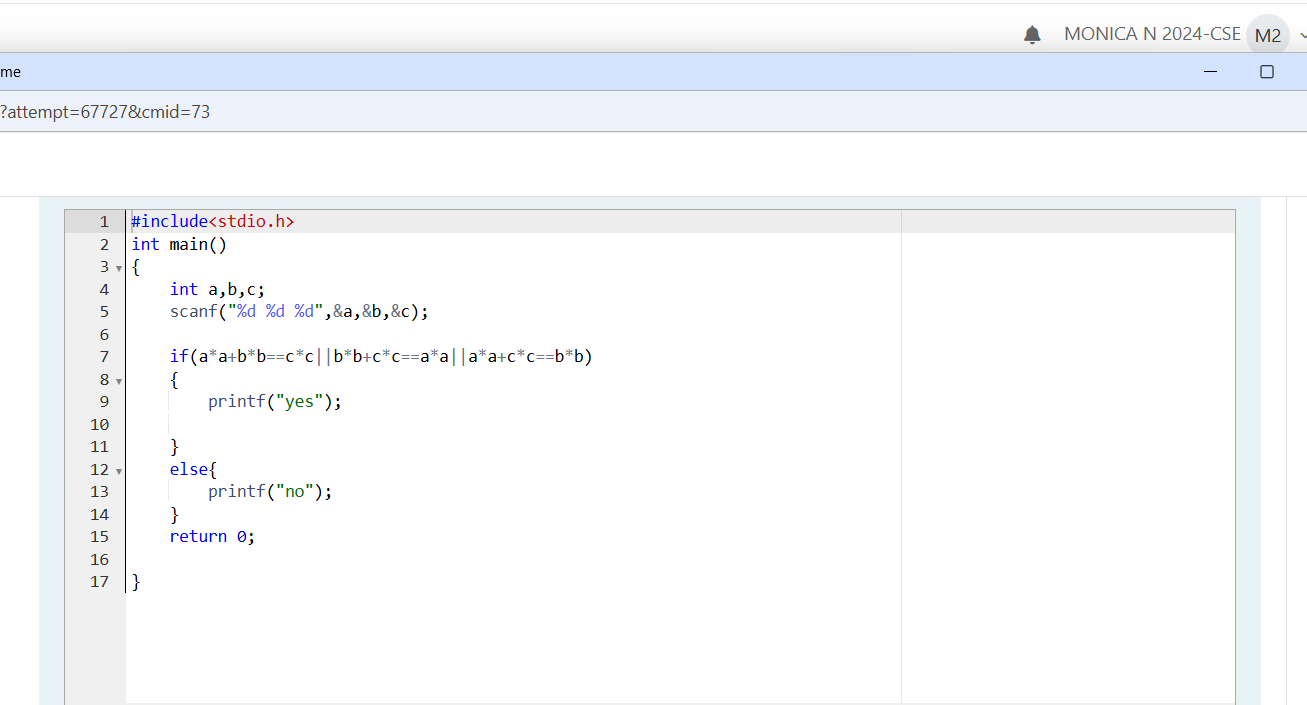 MONICA N 2024-CSE M2
me
?attempt=67727&cmid=73
1 #include<stdio.h>
2 int main()
3 {
4     int a,b,c;
5     scanf("%d %d %d",&a,&b,&c);
6
7     if(a*a+b*b==c*c||b*b+c*c==a*a||a*a+c*c==b*b)
8     {
9         printf("yes");
10
11     }
12     else{
13         printf("no");
14     }
15     return 0;
16
17 }